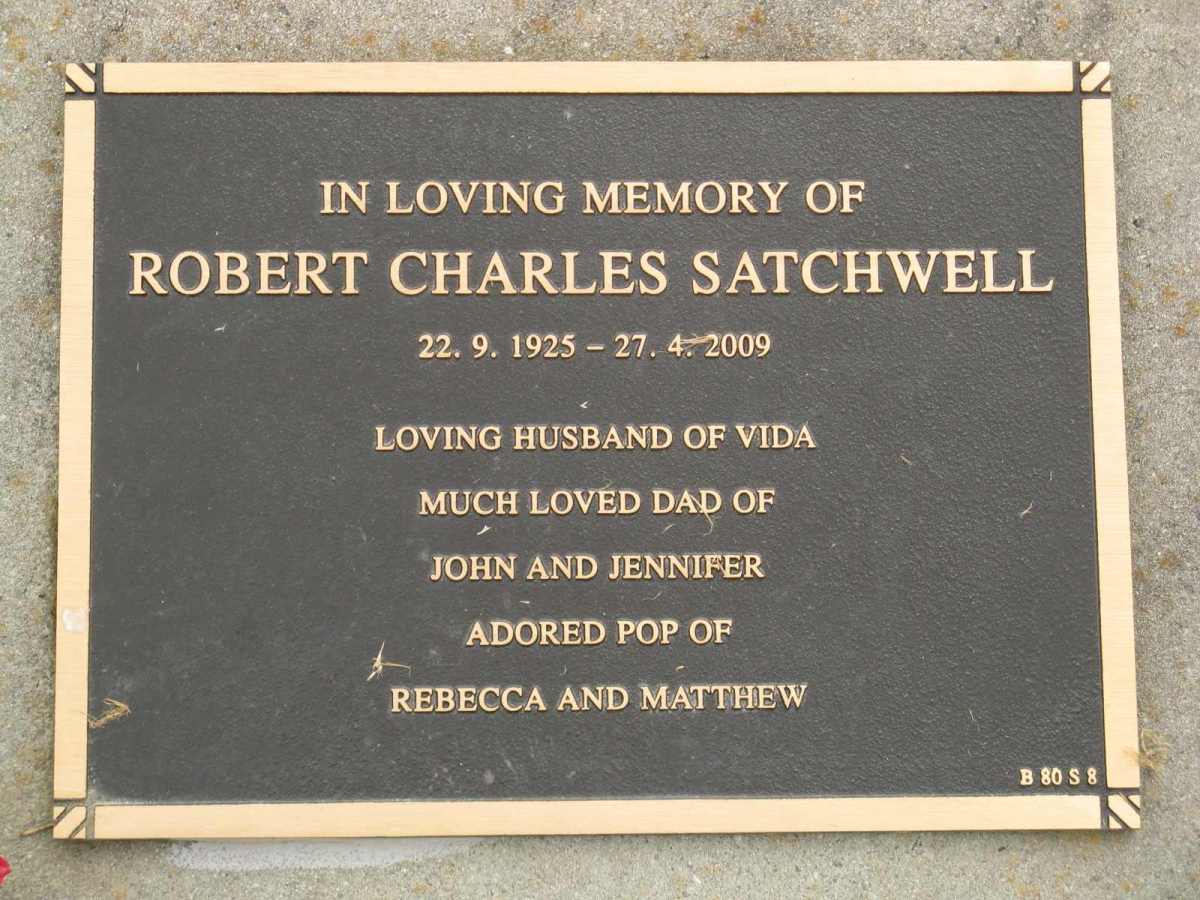 IN LOVING MEMORY OF
ROBERT CHARLES SATCHWELL
22. 9. 1925 – 27. 4. 2009
LOVING HUSBAND OF VIDA
MUCH LOVED DAD OF
JOHN AND JENNIFER
ADORED POP OF
REBECCA AND MATTHEW
B 80 S 8